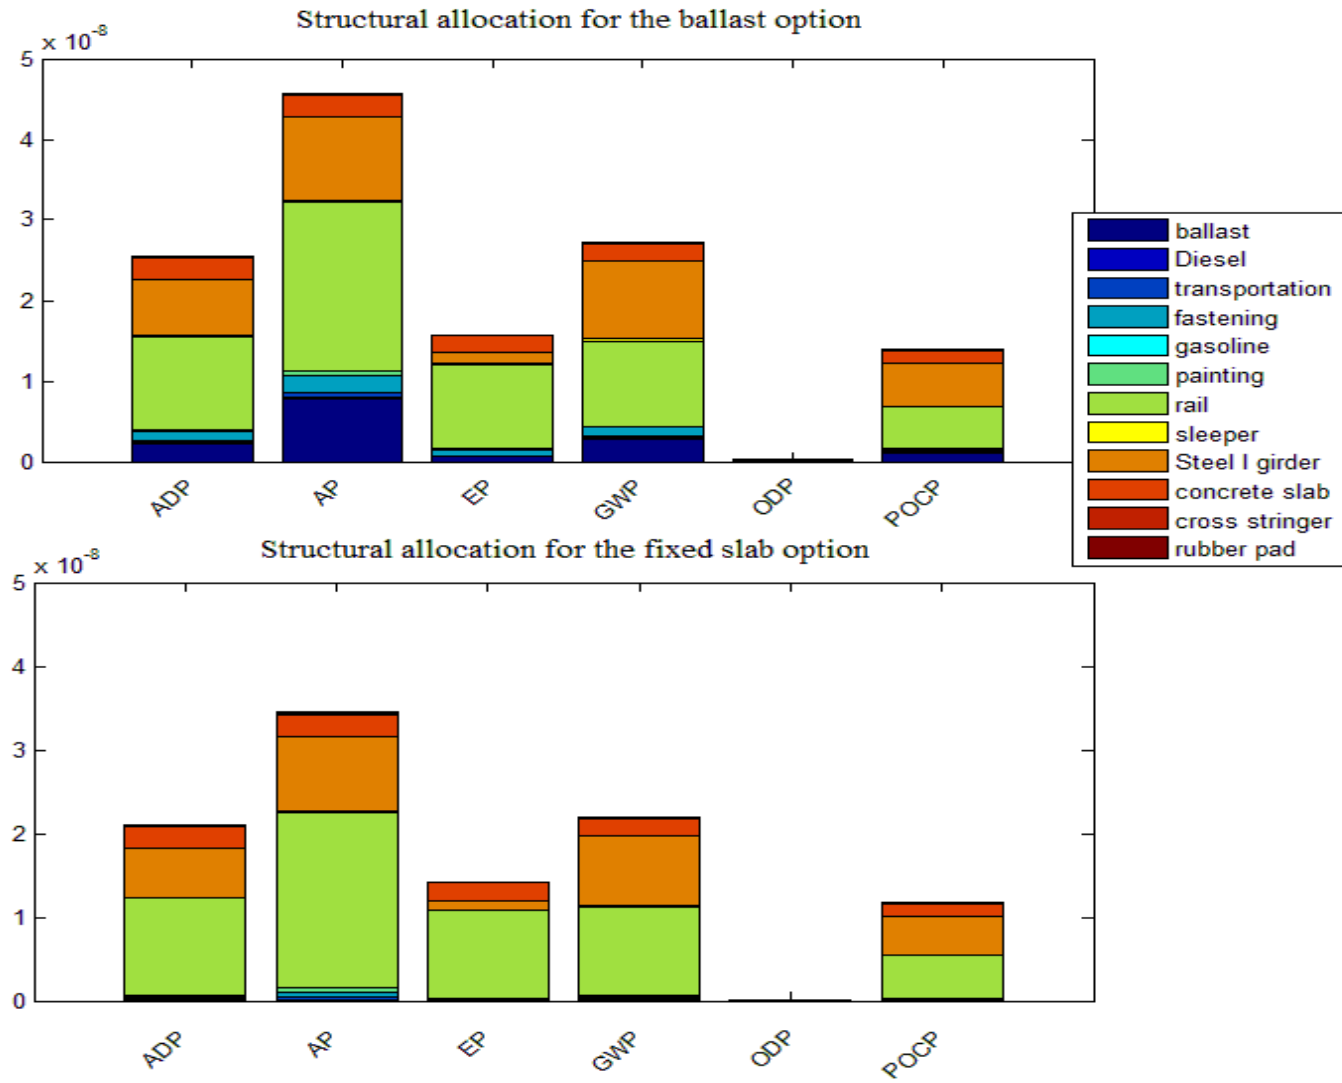 Structural allocation for the ballast option
x 10^-8
5
4
3
2
1
0
ADP
AP
EP
GWP
ODP
POCP
ballast
Diesel
transportation
fastening
gasoline
painting
rail
sleeper
Steel I girder
concrete slab
cross stringer
rubber pad
Structural allocation for the fixed slab option
x 10^-8
5
4
3
2
1
0
ADP
AP
EP
GWP
ODP
POCP